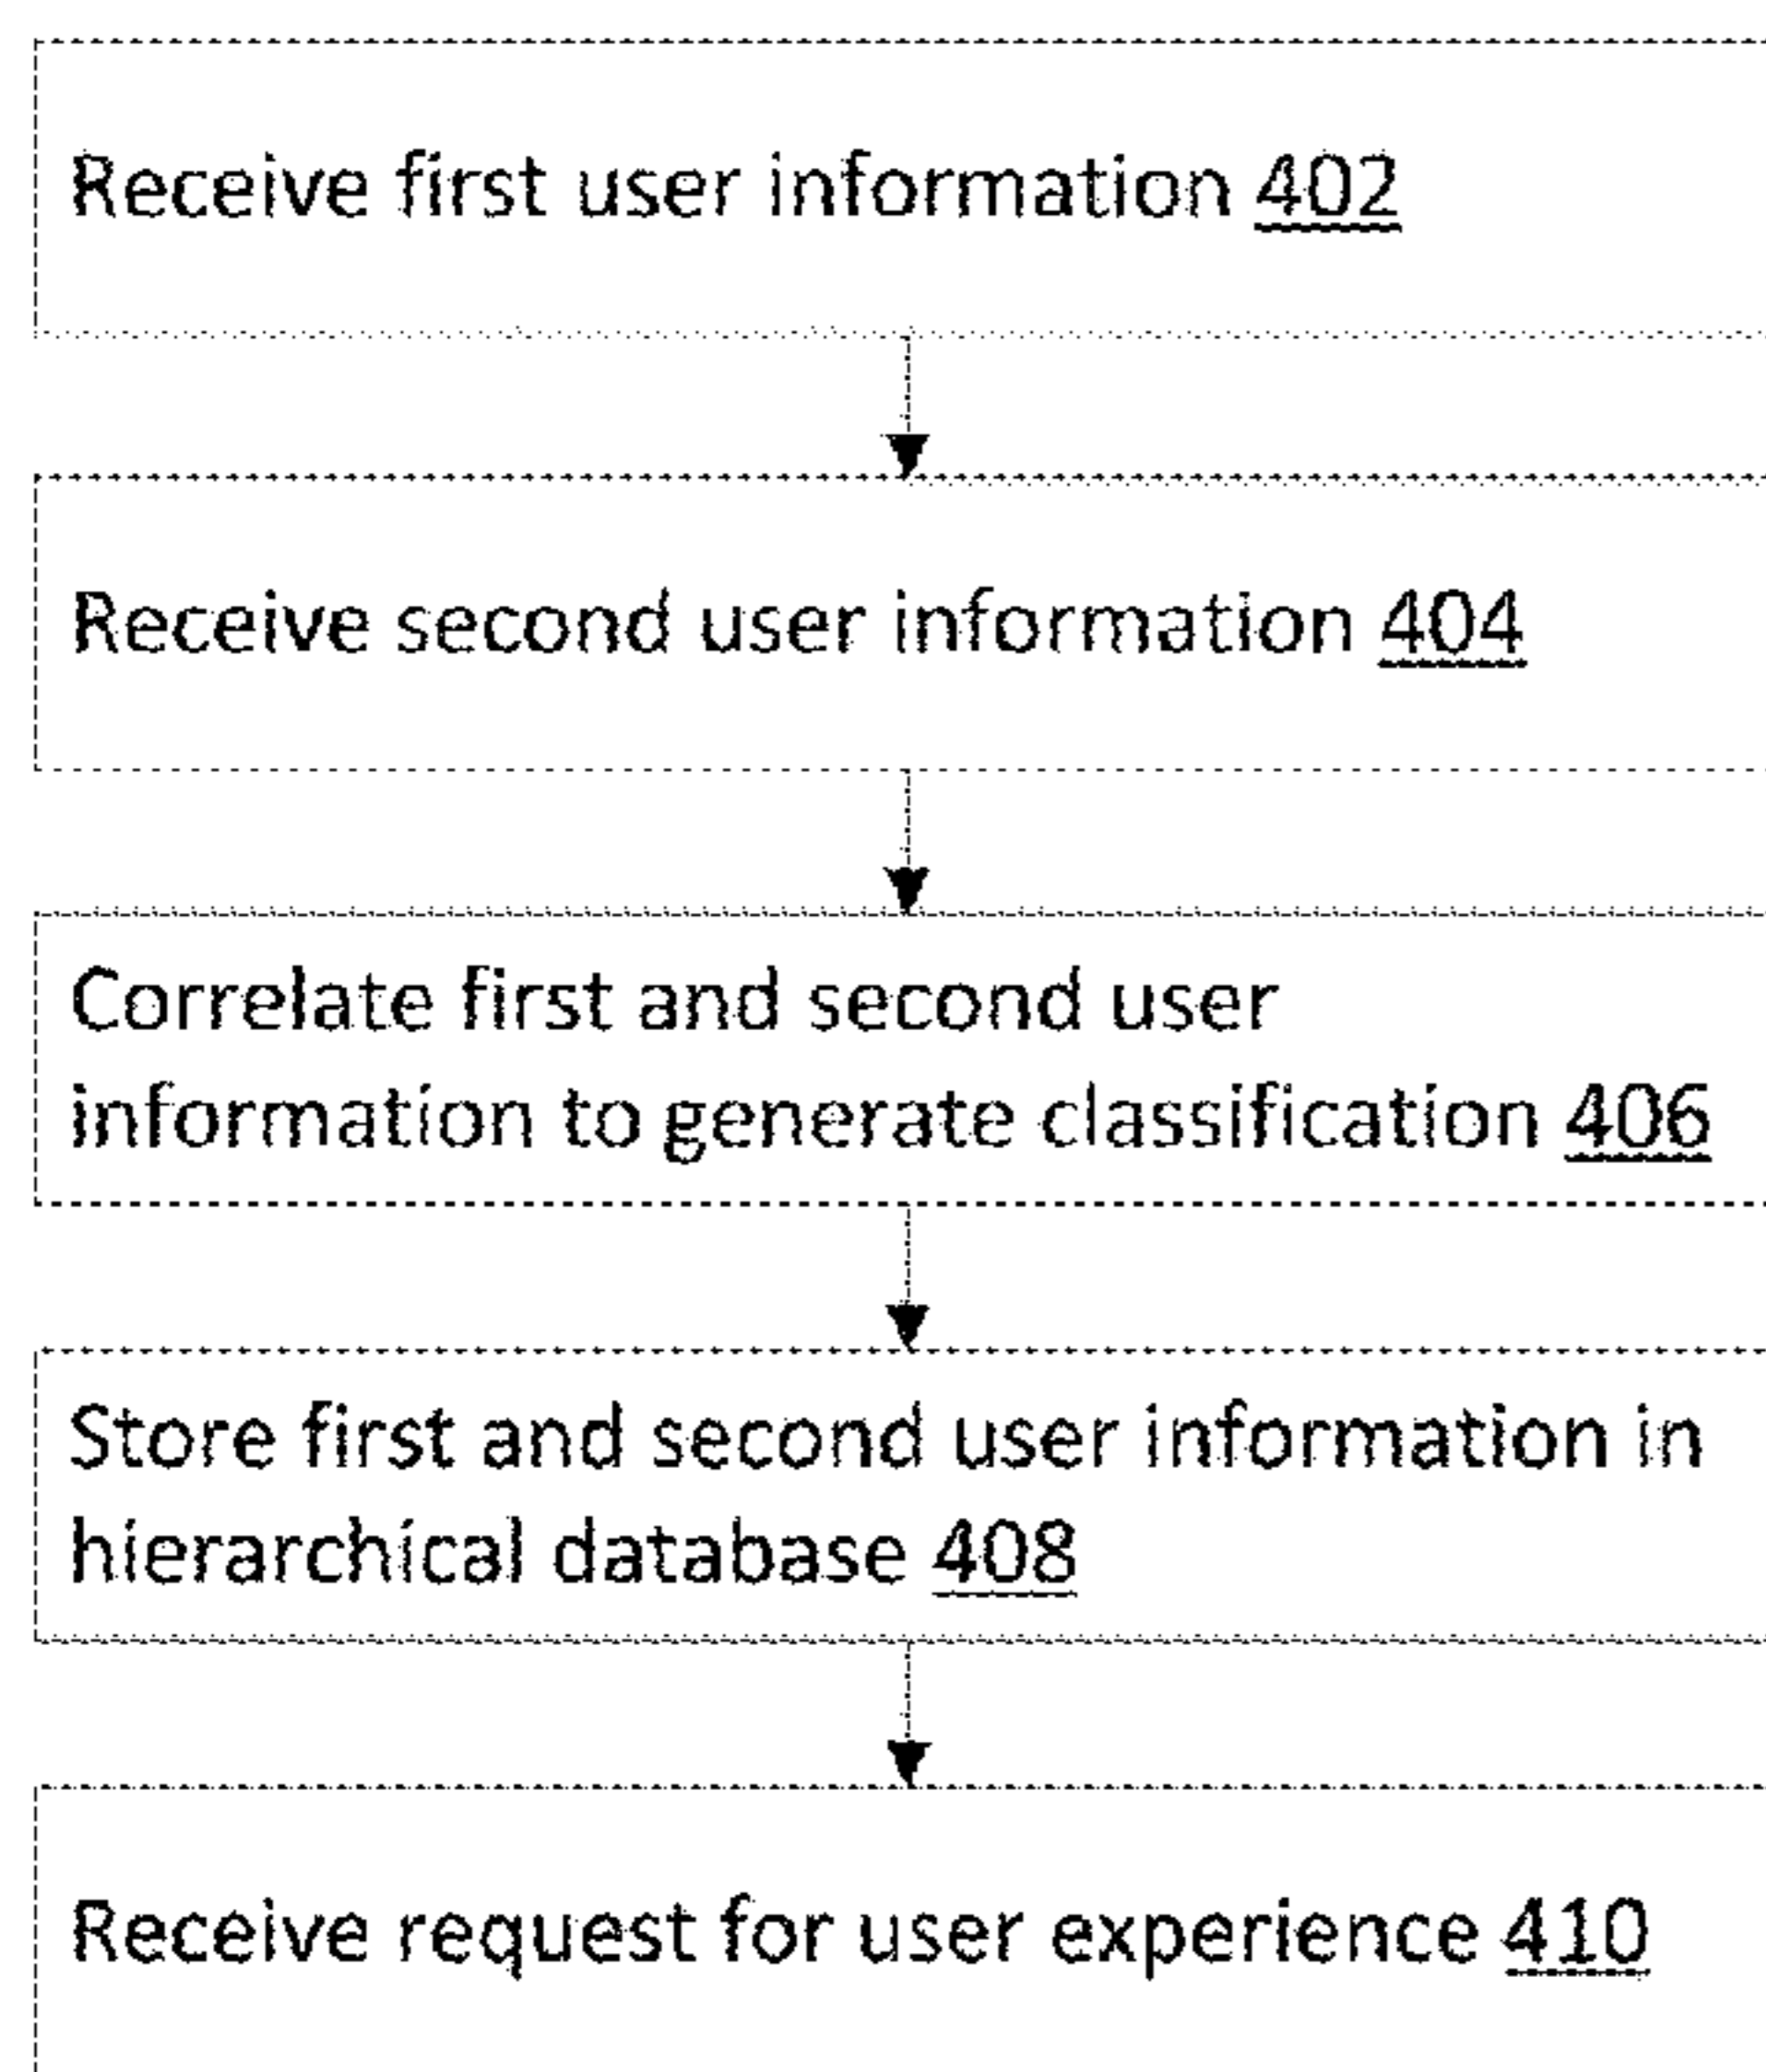 Receive first user information 402
Receive second user information 404
Correlate first and second user
information to generate classification 406
Store first and second user information in
hierarchical database 408
Receive request for user experience 410